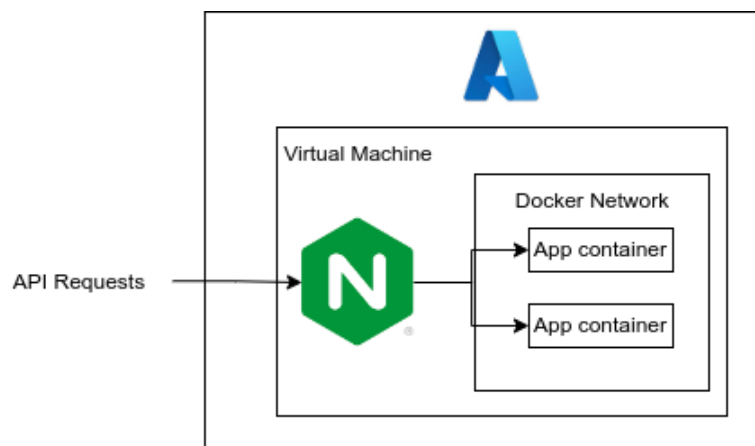 Virtual Machine
Docker Network
App container
API Requests
N
®
App container